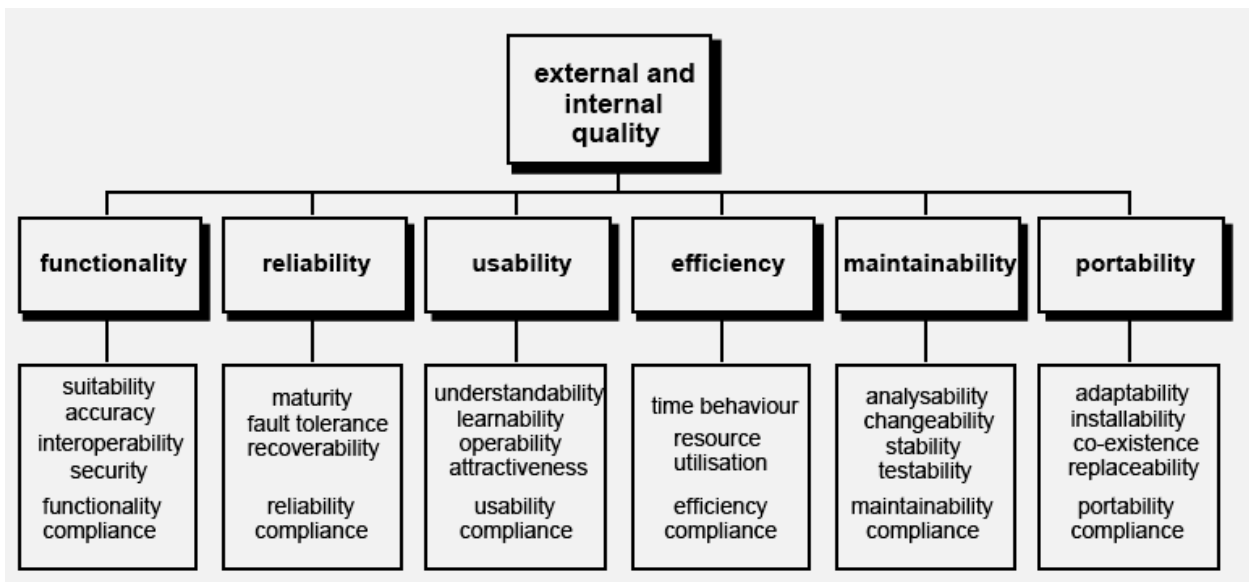 external and
internal
quality
functionality
reliability
usability
efficiency
maintainability
portability
suitability
accuracy
interoperability
security
functionality
compliance
maturity
fault tolerance
recoverability
reliability
compliance
understandability
learnability
operability
attractiveness
usability
compliance
time behaviour
resource
utilisation
efficiency
compliance
analysability
changeability
stability
testability
maintainability
compliance
adaptability
installability
co-existence
replaceability
portability
compliance